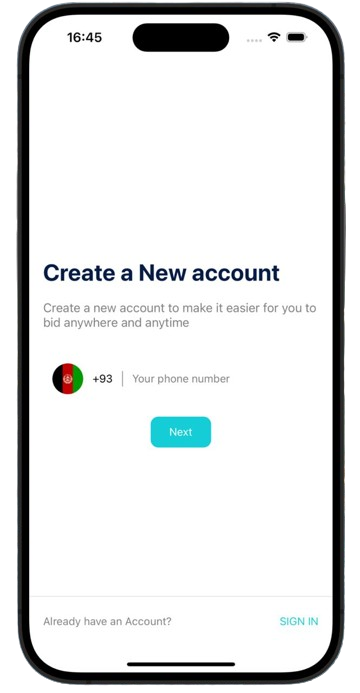 16:45
Create a New account
Create a new account to make it easier for you to
bid anywhere and anytime
+93
Your phone number
Next
Already have an Account?
SIGN IN